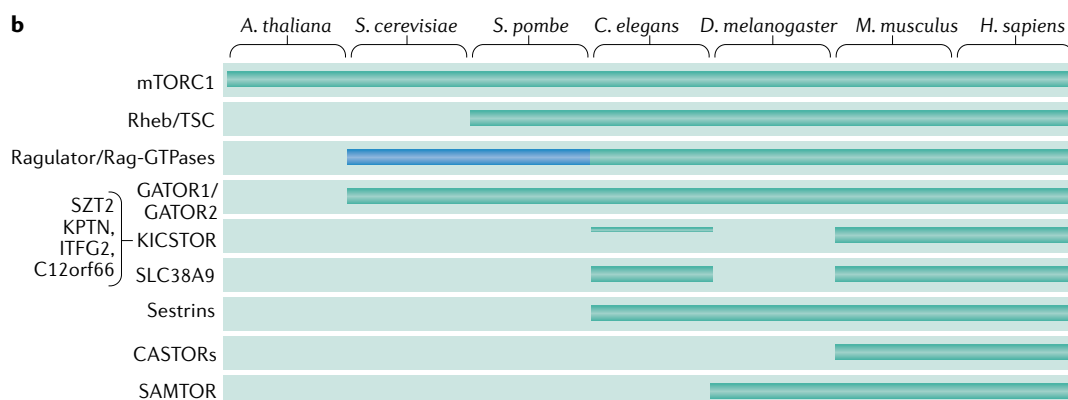 b
A. thaliana S. cerevisiae S. pombe C. elegans D. melanogaster M. musculus H. sapiens
mTORC1
Rheb/TSC
Ragulator/Rag-GTPases
GATOR1/
GATOR2
SZT2
KPTN,
ITFG2,
C12orf66
KICSTOR
SLC38A9
Sestrins
CASTORs
SAMTOR